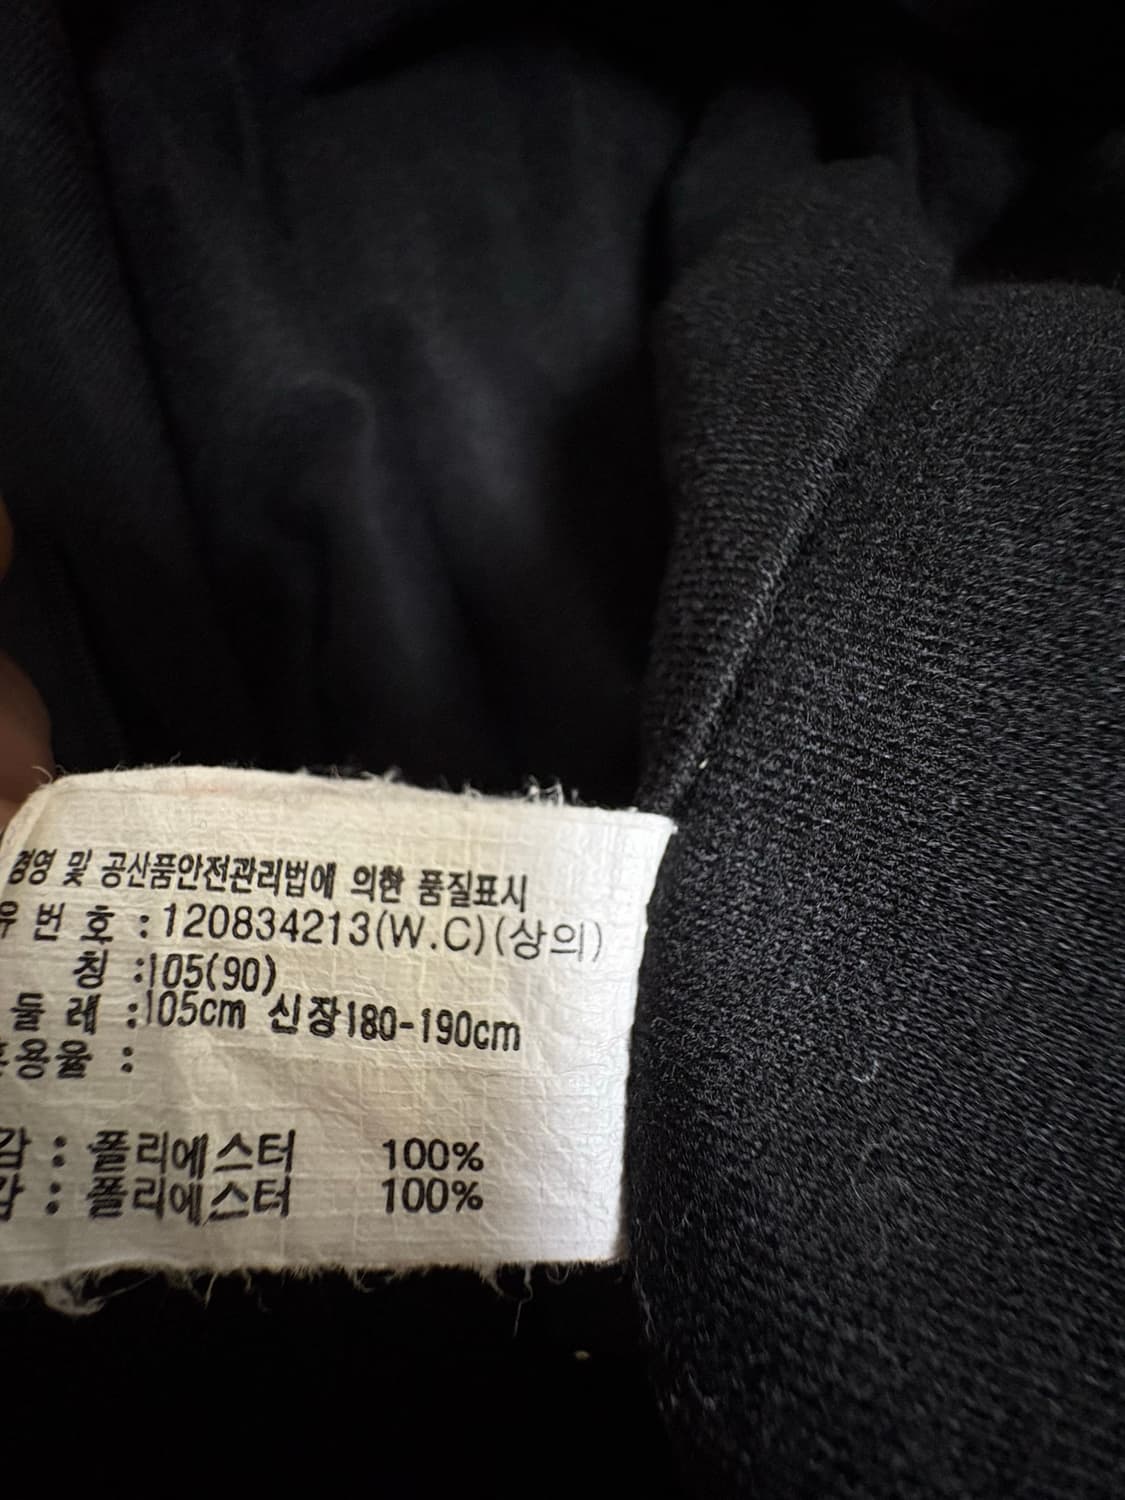 경영 및 공산품안전관리법에 의한 품질표시
번 호 : 120834213(W.C)(상의)
칭 : 105(90)
둘 레 : 105cm 신장180-190cm
혼용율 :
감 : 폴리에스터 100%
감 : 폴리에스터 100%